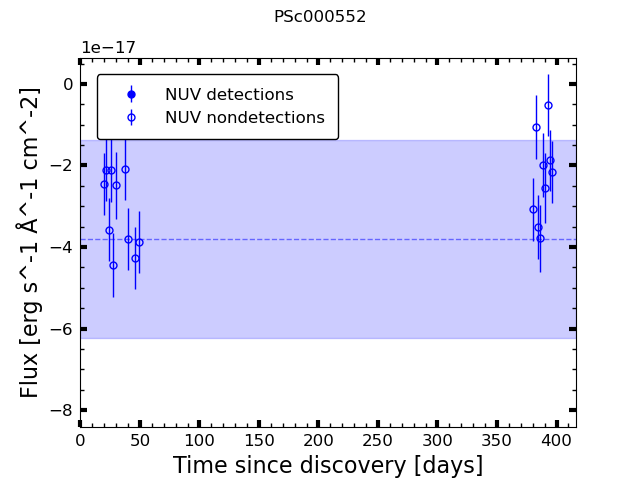 PSc000552
1e−17
NUV detections
NUV nondetections
0
−2
−4
−6
−8
Flux [erg s^-1 Å^-1 cm^-2]
0 50 100 150 200 250 300 350 400
Time since discovery [days]